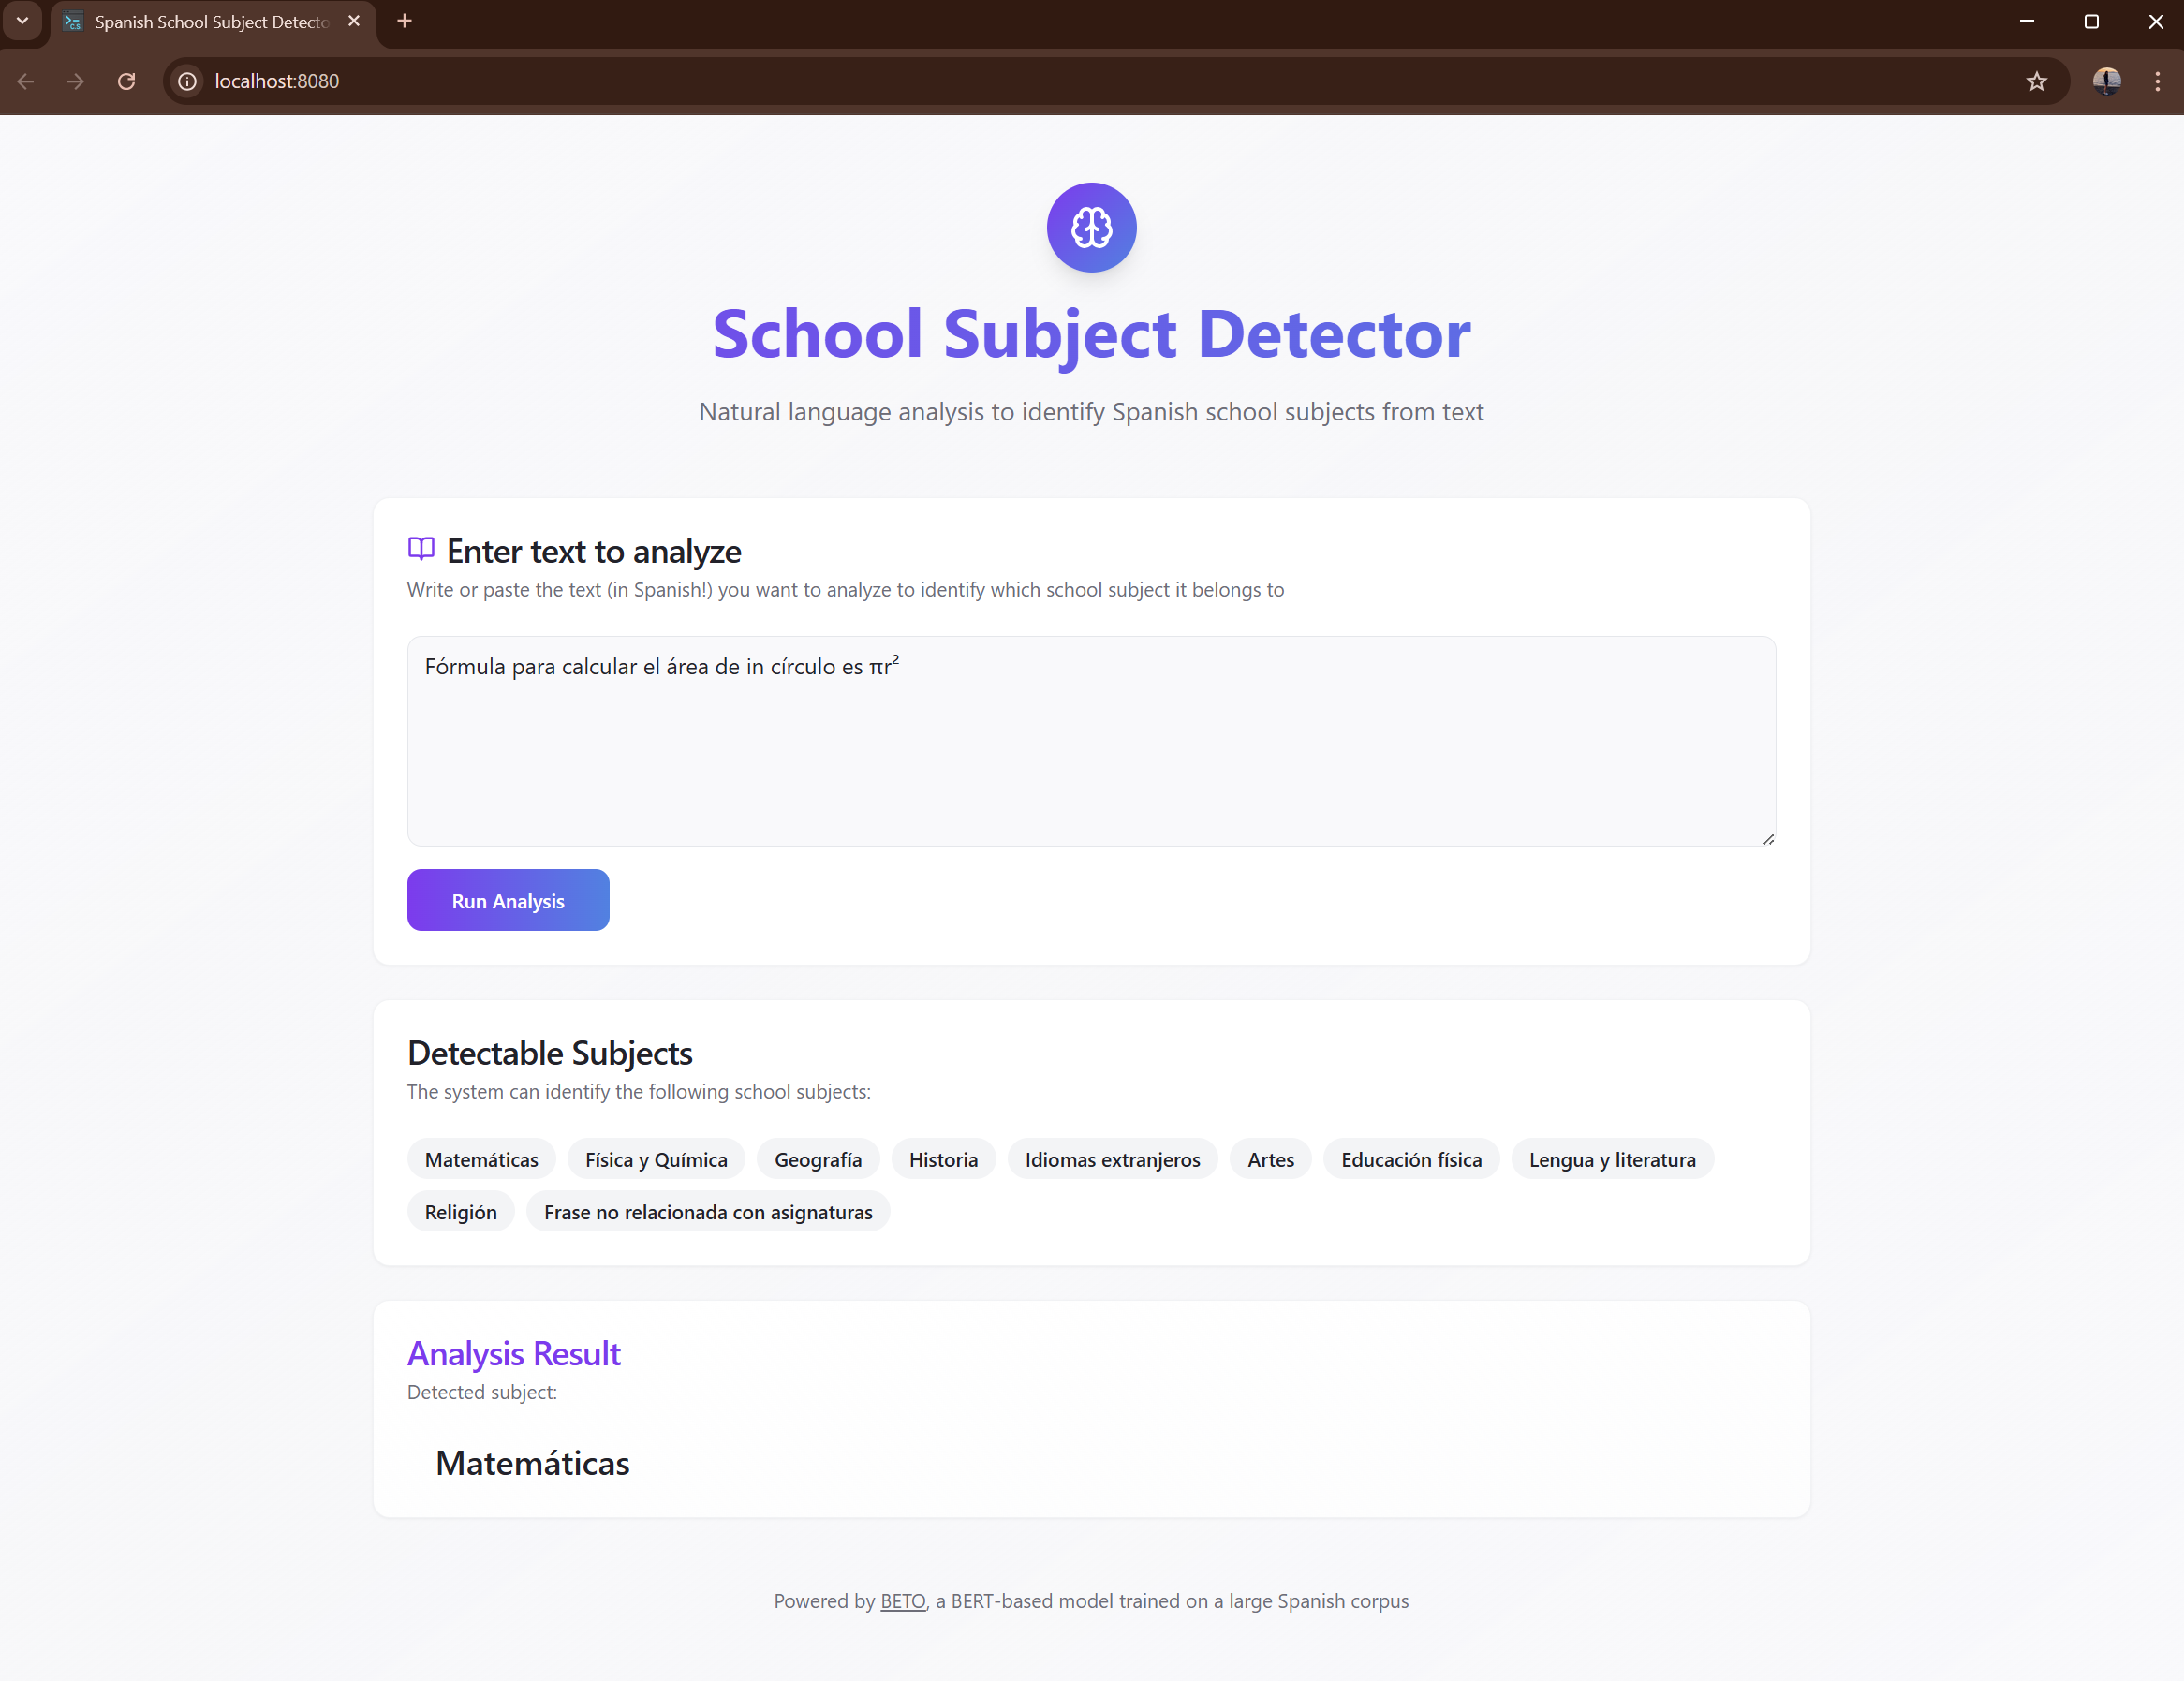 Spanish School Subject Detecto
localhost:8080
School Subject Detector
Natural language analysis to identify Spanish school subjects from text
Enter text to analyze
Write or paste the text (in Spanish!) you want to analyze to identify which school subject it belongs to
Fórmula para calcular el área de in círculo es πr²
Run Analysis
Detectable Subjects
The system can identify the following school subjects:
Matemáticas Física y Química Geografía Historia Idiomas extranjeros Artes Educación física Lengua y literatura
Religión Frase no relacionada con asignaturas
Analysis Result
Detected subject:
Matemáticas
Powered by BETO, a BERT-based model trained on a large Spanish corpus